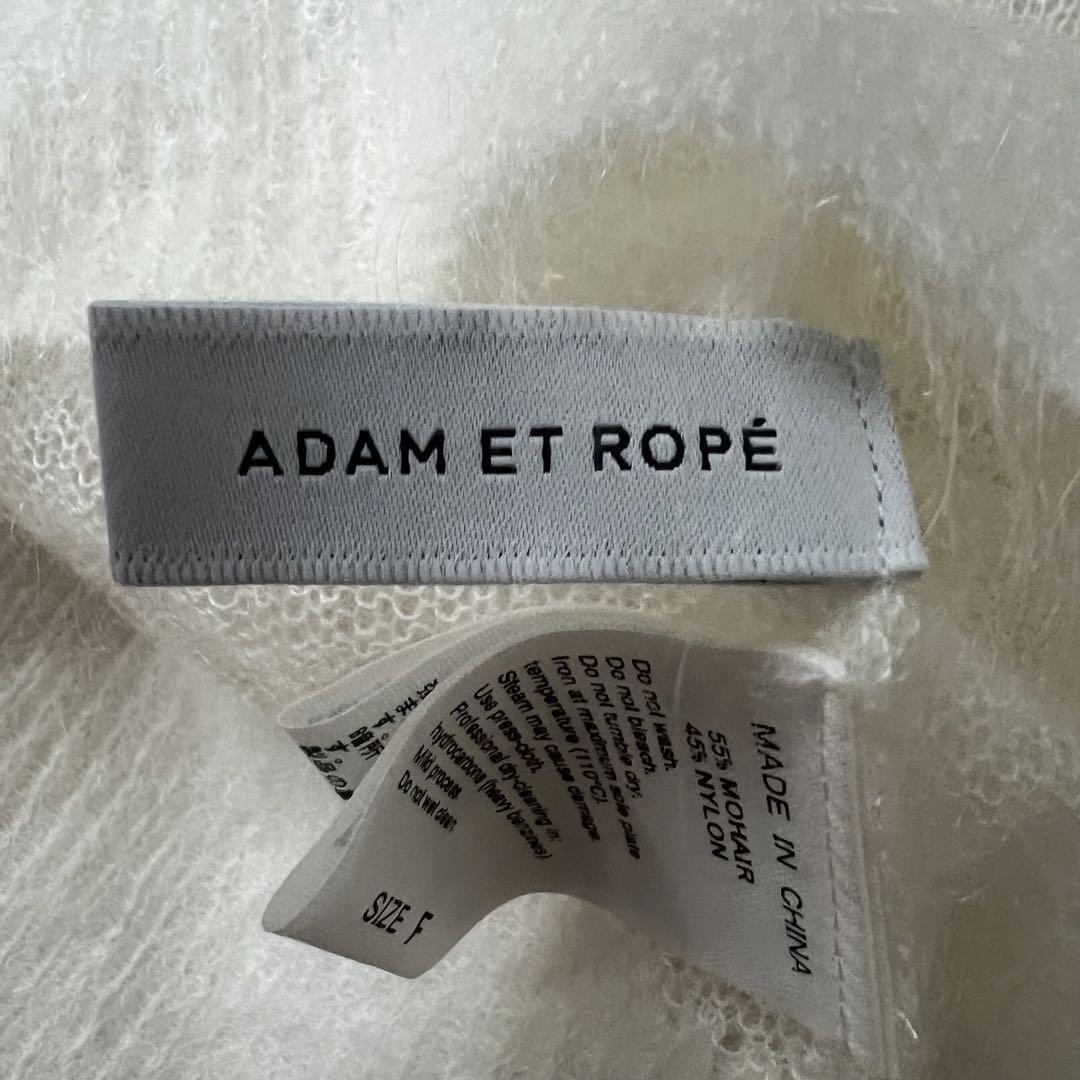 ADAM ET ROPÉ
MADE IN CHINA
55% MOHAIR
45% NYLON
Do not wash.
Do not bleach.
Do not tumble dry.
Iron at maximum sole plate
temperature (110°C).
Steam may cause damage.
Use press-cloth.
Professional dry-cleaning in:
hydrocarbons (heavy benzines)
Mild process
Do not wet clean.
SIZE F